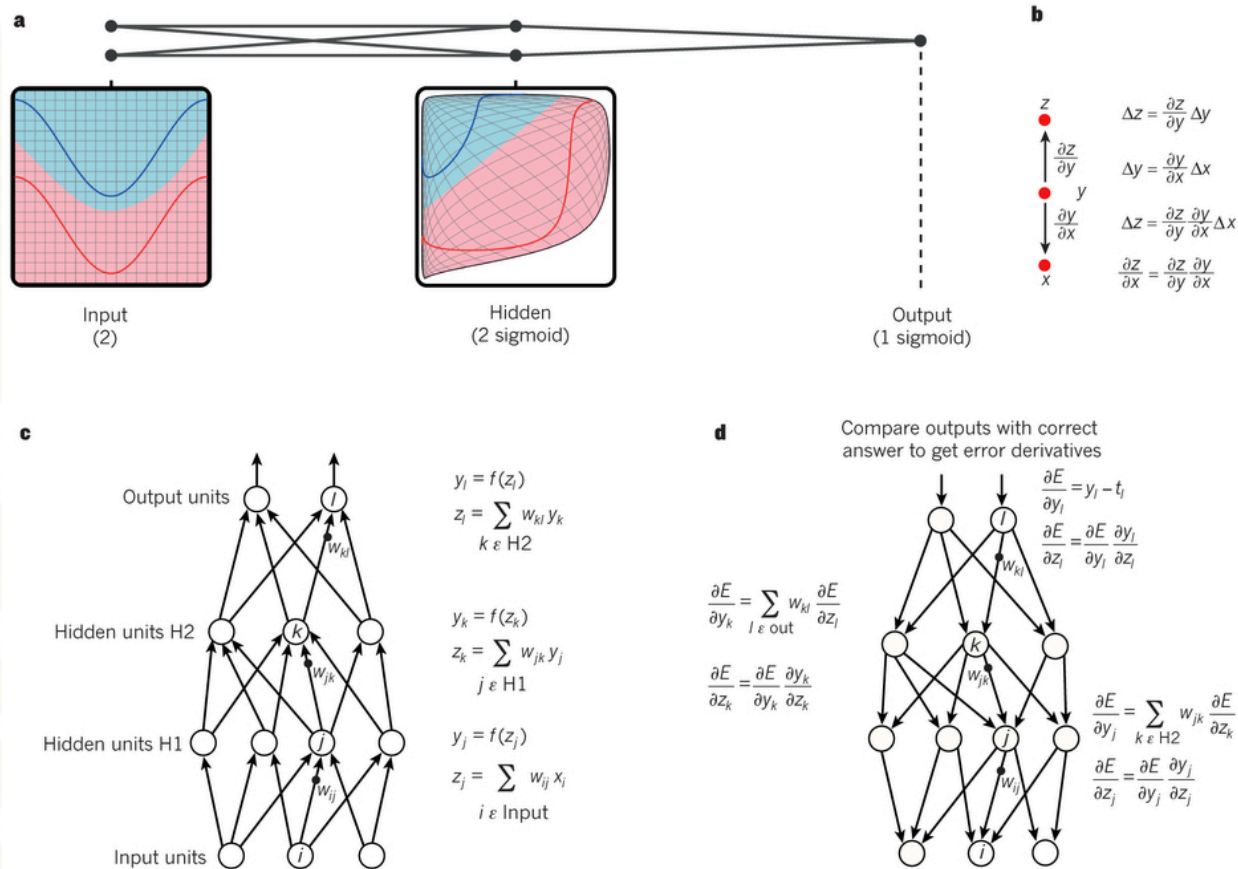 a
Input
(2)
Hidden
(2 sigmoid)
Output
(1 sigmoid)
b
z
∂z/∂y
y
∂y/∂x
x
Δz = ∂z/∂y Δy
Δy = ∂y/∂x Δx
Δz = ∂z/∂y ∂y/∂x Δx
∂z/∂x = ∂z/∂y ∂y/∂x
c
Output units
l
w_kl
y_l = f(z_l)
z_l = ∑ w_kl y_k
k ε H2
Hidden units H2
k
w_jk
y_k = f(z_k)
z_k = ∑ w_jk y_j
j ε H1
Hidden units H1
j
w_ij
y_j = f(z_j)
z_j = ∑ w_ij x_i
i ε Input
Input units
i
d
Compare outputs with correct
answer to get error derivatives
∂E/∂y_l = y_l – t_l
l
∂E/∂z_l = ∂E/∂y_l ∂y_l/∂z_l
w_kl
∂E/∂y_k = ∑ w_kl ∂E/∂z_l
l ε out
k
w_jk
∂E/∂z_k = ∂E/∂y_k ∂y_k/∂z_k
∂E/∂y_j = ∑ w_jk ∂E/∂z_k
k ε H2
j
w_ij
∂E/∂z_j = ∂E/∂y_j ∂y_j/∂z_j
i